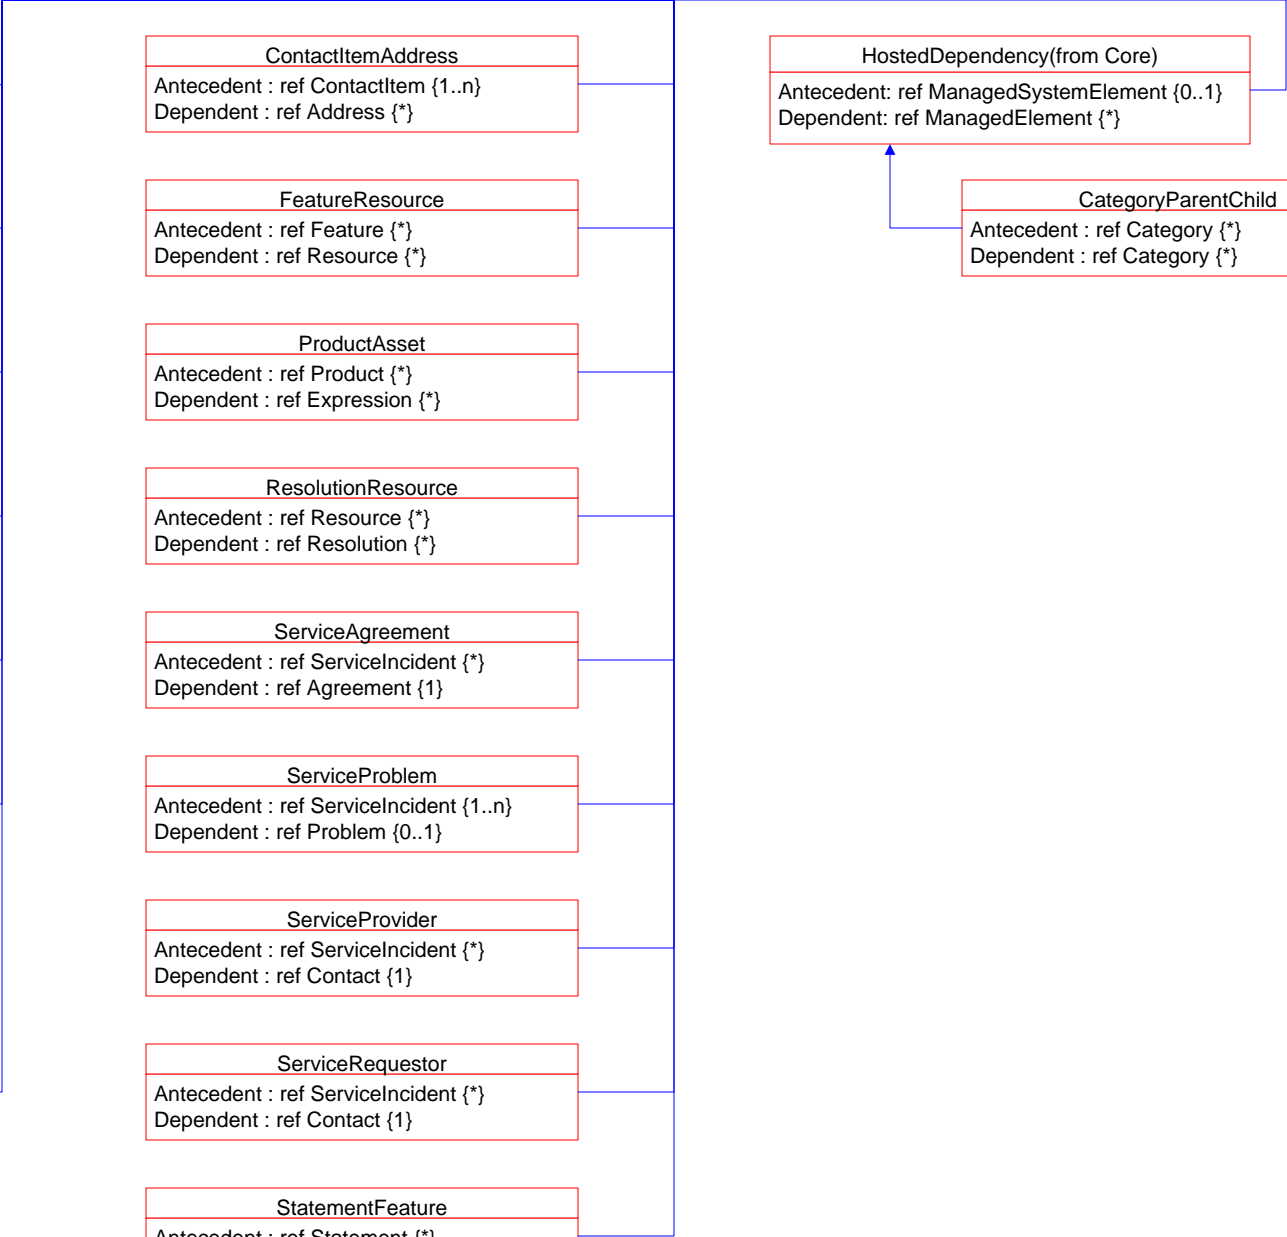 ContactItemAddress
Antecedent : ref ContactItem {1..n}
Dependent : ref Address {*}
FeatureResource
Antecedent : ref Feature {*}
Dependent : ref Resource {*}
ProductAsset
Antecedent : ref Product {*}
Dependent : ref Expression {*}
ResolutionResource
Antecedent : ref Resource {*}
Dependent : ref Resolution {*}
ServiceAgreement
Antecedent : ref ServiceIncident {*}
Dependent : ref Agreement {1}
ServiceProblem
Antecedent : ref ServiceIncident {1..n}
Dependent : ref Problem {0..1}
ServiceProvider
Antecedent : ref ServiceIncident {*}
Dependent : ref Contact {1}
ServiceRequestor
Antecedent : ref ServiceIncident {*}
Dependent : ref Contact {1}
StatementFeature
Antecedent : ref Statement {*}
HostedDependency(from Core)
Antecedent: ref ManagedSystemElement {0..1}
Dependent: ref ManagedElement {*}
CategoryParentChild
Antecedent : ref Category {*}
Dependent : ref Category {*}